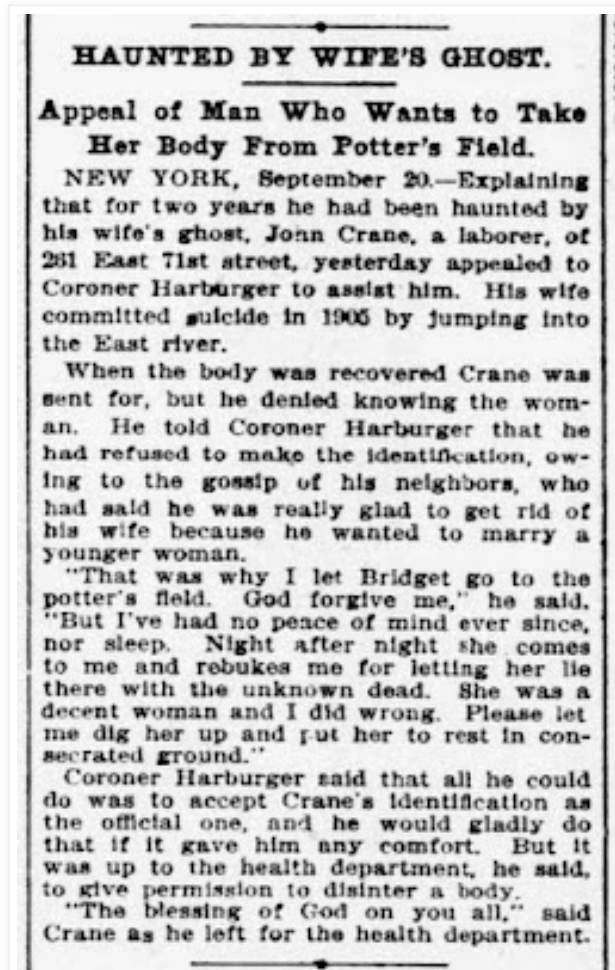 HAUNTED BY WIFE'S GHOST.
Appeal of Man Who Wants to Take
Her Body From Potter's Field.
NEW YORK, September 20.—Explaining
that for two years he had been haunted by
his wife's ghost, John Crane, a laborer, of
261 East 71st street, yesterday appealed to
Coroner Harburger to assist him. His wife
committed suicide in 1905 by jumping into
the East river.
When the body was recovered Crane was
sent for, but he denied knowing the wom-
an. He told Coroner Harburger that he
had refused to make the identification, ow-
ing to the gossip of his neighbors, who
had said he was really glad to get rid of
his wife because he wanted to marry a
younger woman.
"That was why I let Bridget go to the
potter's field. God forgive me," he said.
"But I've had no peace of mind ever since,
nor sleep. Night after night she comes
to me and rebukes me for letting her lie
there with the unknown dead. She was a
decent woman and I did wrong. Please let
me dig her up and put her to rest in con-
secrated ground."
Coroner Harburger said that all he could
do was to accept Crane's identification as
the official one, and he would gladly do
that if it gave him any comfort. But it
was up to the health department, he said,
to give permission to disinter a body.
"The blessing of God on you all," said
Crane as he left for the health department.